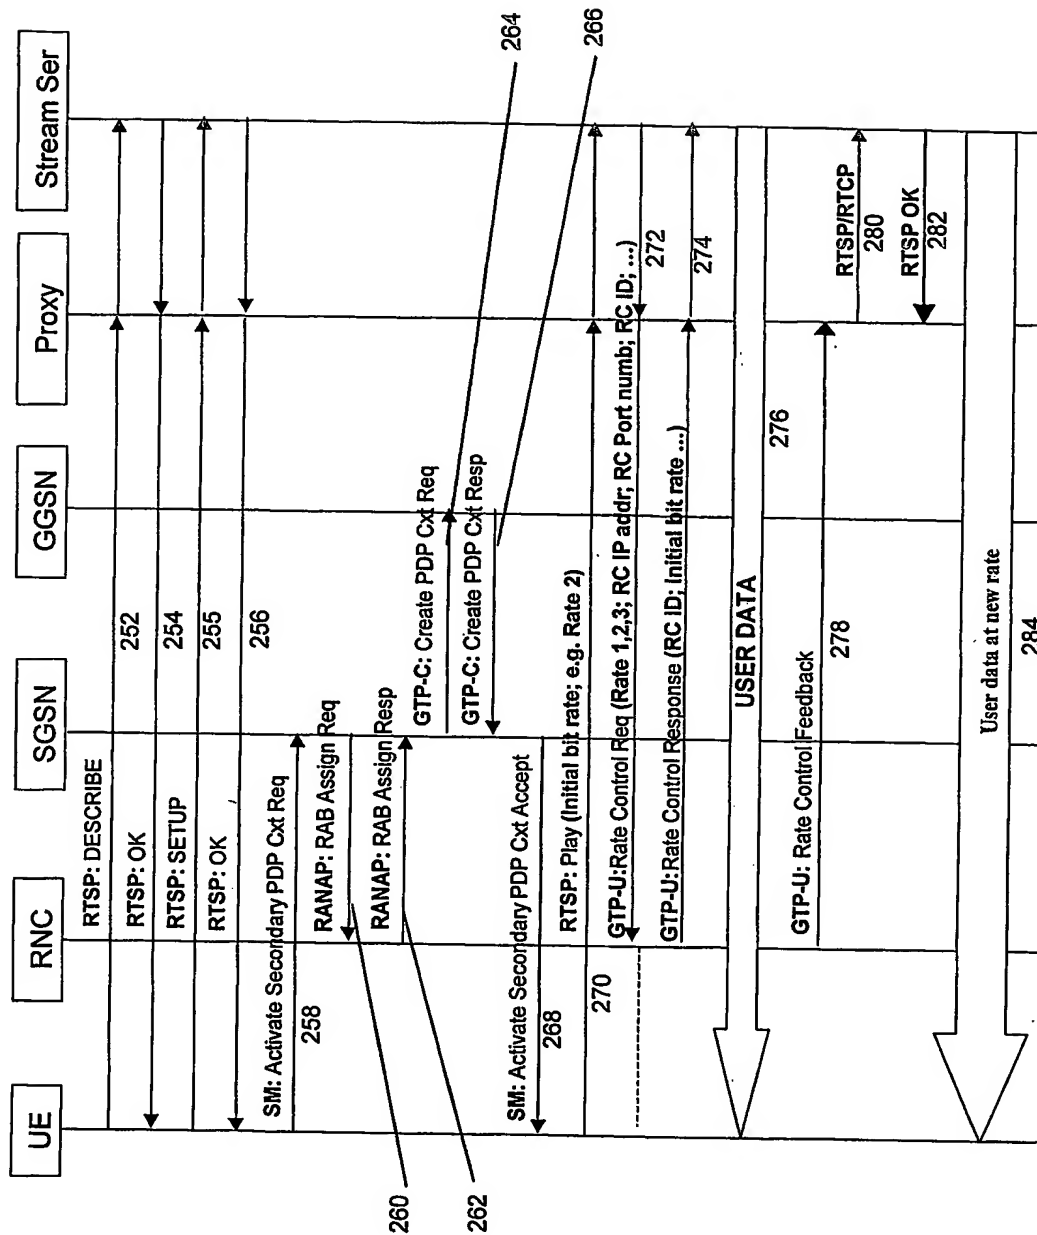 UE
RNC
SGSN
GGSN
Proxy
Stream Ser
RTSP: DESCRIBE
252
RTSP: OK
254
RTSP: SETUP
255
RTSP: OK
256
SM: Activate Secondary PDP Cxt Req
258
RANAP: RAB Assign Req
260
RANAP: RAB Assign Resp
262
GTP-C: Create PDP Cxt Req
264
GTP-C: Create PDP Cxt Resp
266
SM: Activate Secondary PDP Cxt Accept
268
RTSP: Play (Initial bit rate; e.g. Rate 2)
270
GTP-U:Rate Control Req (Rate 1,2,3; RC IP addr; RC Port numb; RC ID; ...)
272
GTP-U:Rate Control Response (RC ID; Initial bit rate ...)
274
USER DATA
276
GTP-U: Rate Control Feedback
278
RTSP/RTCP
280
RTSP OK
282
User data at new rate
284